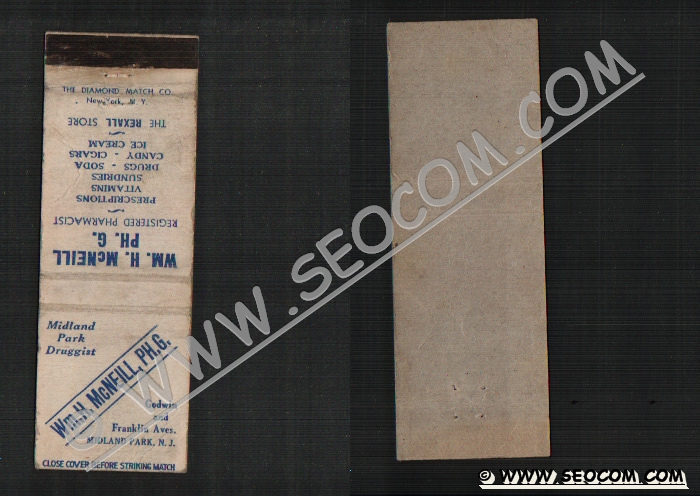 THE DIAMOND MATCH CO.
New York, N. Y.
WM. H. McNEILL
PH. G.
REGISTERED PHARMACIST
PRESCRIPTIONS
VITAMINS
SUNDRIES
DRUGS - SODA
CANDY - CIGARS
ICE CREAM
THE REXALL STORE
Midland
Park
Druggist
Wm. H. McNEILL, PH. G.
Godwin
and
Franklin Aves.
MIDLAND PARK, N. J.
CLOSE COVER BEFORE STRIKING MATCH
WWW.SEOCOM.COM
© WWW.SEOCOM.COM